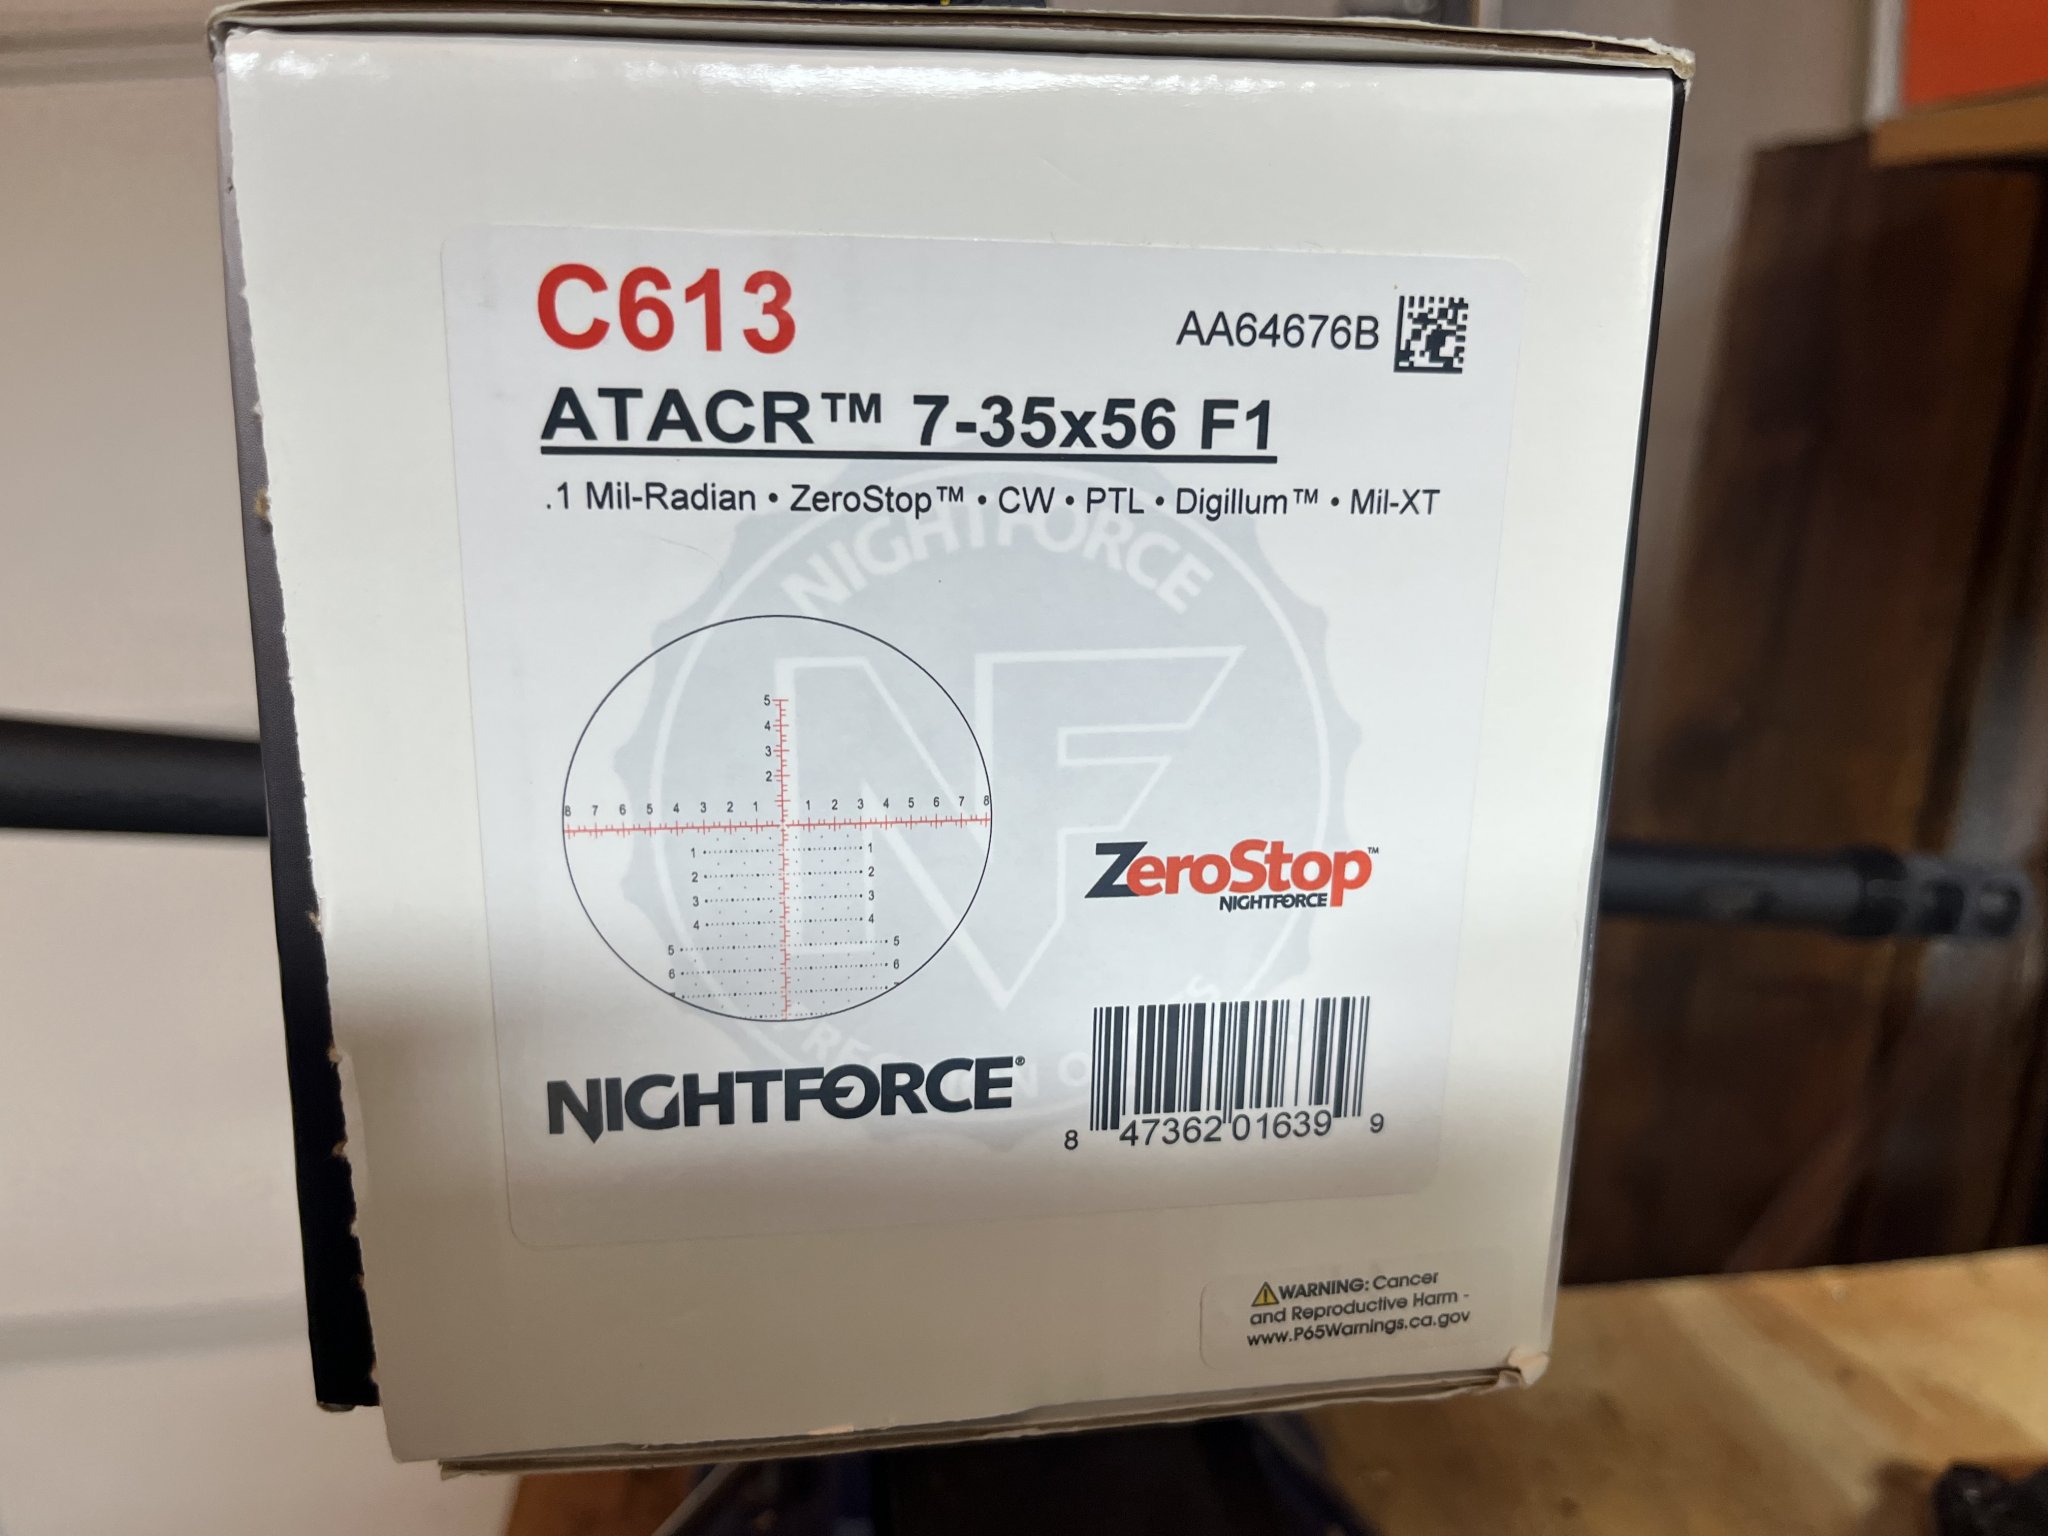 C613
AA64676B
ATACR™ 7-35x56 F1
.1 Mil-Radian • ZeroStop™ • CW • PTL • Digillum™ • Mil-XT
NIGHTFORCE
NF
5
4
3
2
8 7 6 5 4 3 2 1 1 2 3 4 5 6 7 8
1 1
2 2
3 3
4 4
5 5
6 6
ZeroStop™
NIGHTFORCE
NIGHTFORCE®
8 47362 01639 9
⚠WARNING: Cancer
and Reproductive Harm -
www.P65Warnings.ca.gov